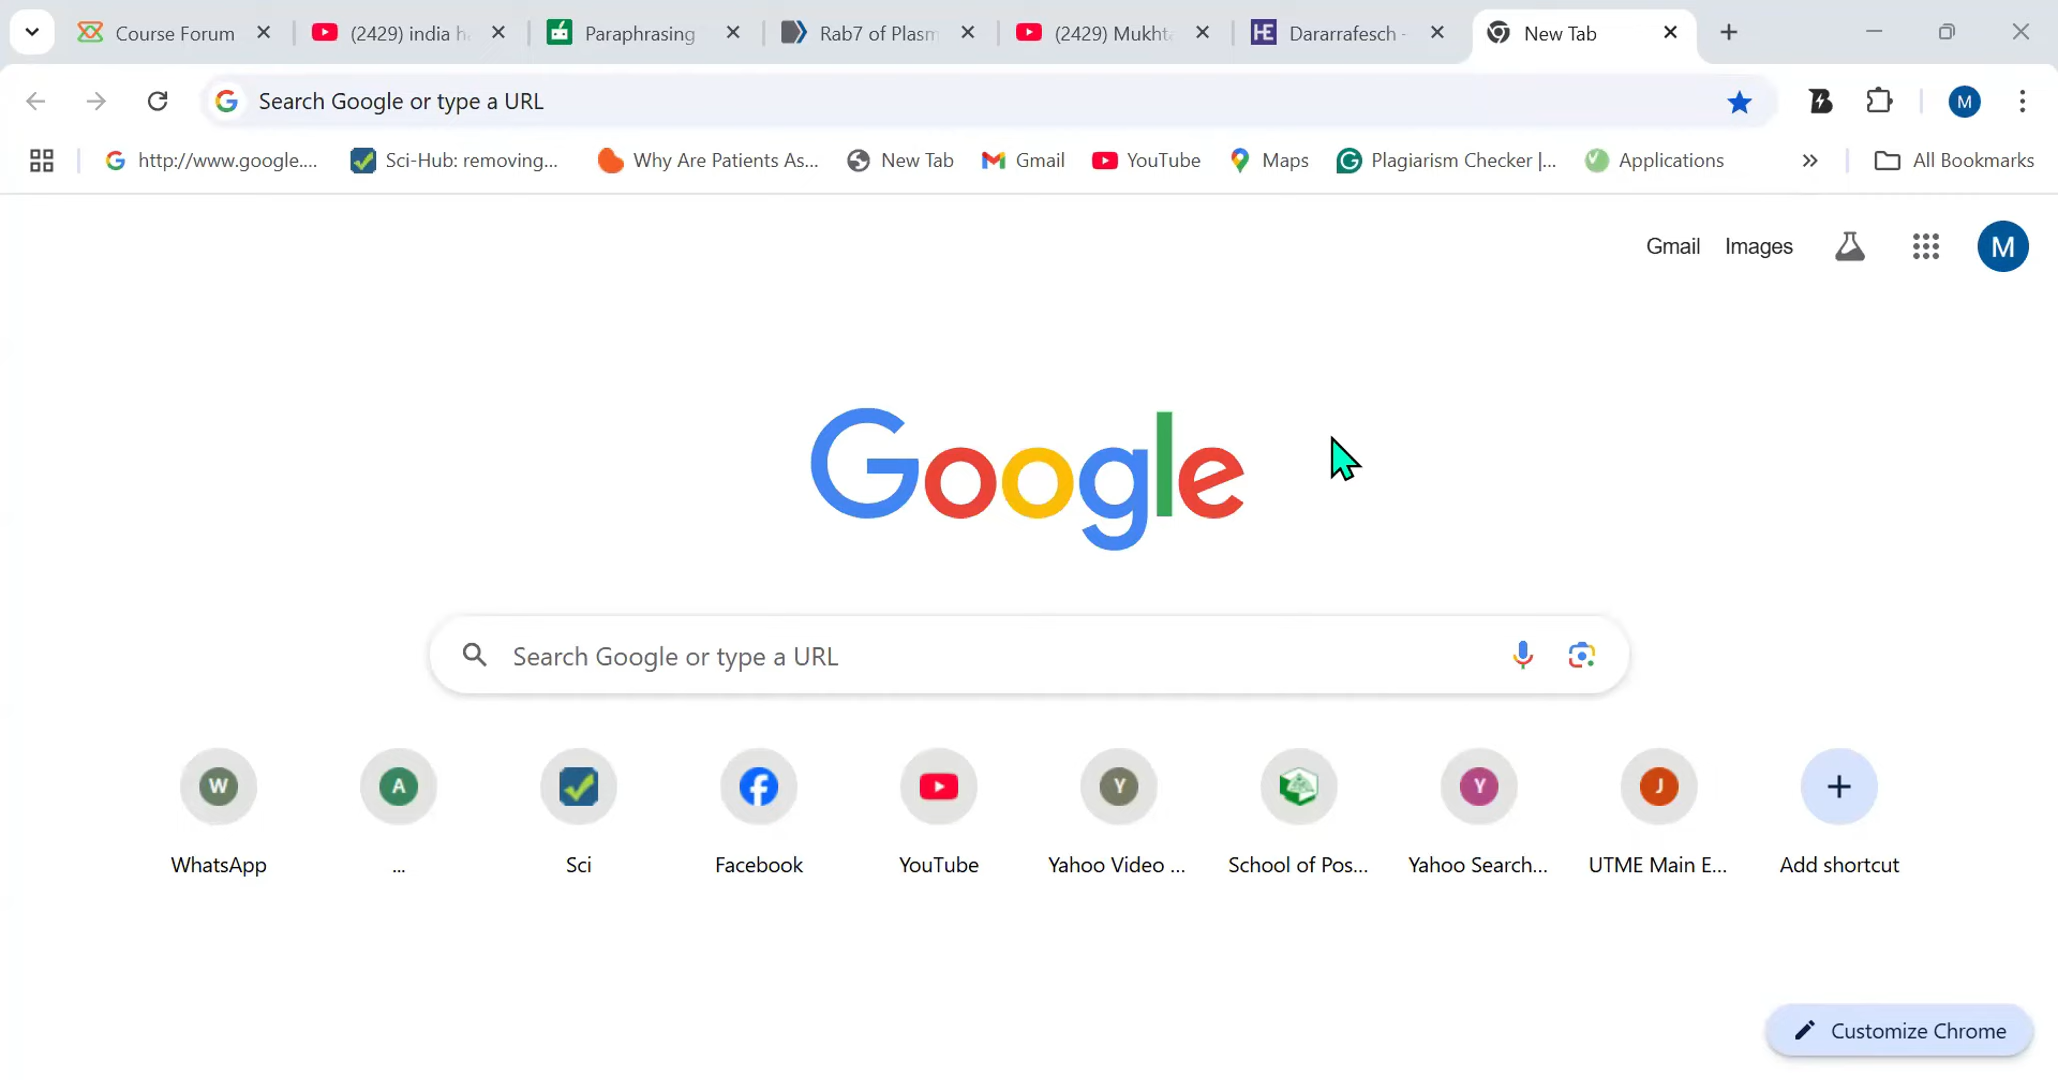 Course Forum
(2429) india h
Paraphrasing
Rab7 of Plasm
(2429) Mukhta
Dararrafesch -
New Tab
Search Google or type a URL
M
http://www.google....
Sci-Hub: removing...
Why Are Patients As...
New Tab
Gmail
YouTube
Maps
Plagiarism Checker |...
Applications
All Bookmarks
Gmail
Images
M
Google
Search Google or type a URL
W
A
Y
Y
J
WhatsApp
...
Sci
Facebook
YouTube
Yahoo Video ...
School of Pos...
Yahoo Search...
UTME Main E...
Add shortcut
Customize Chrome